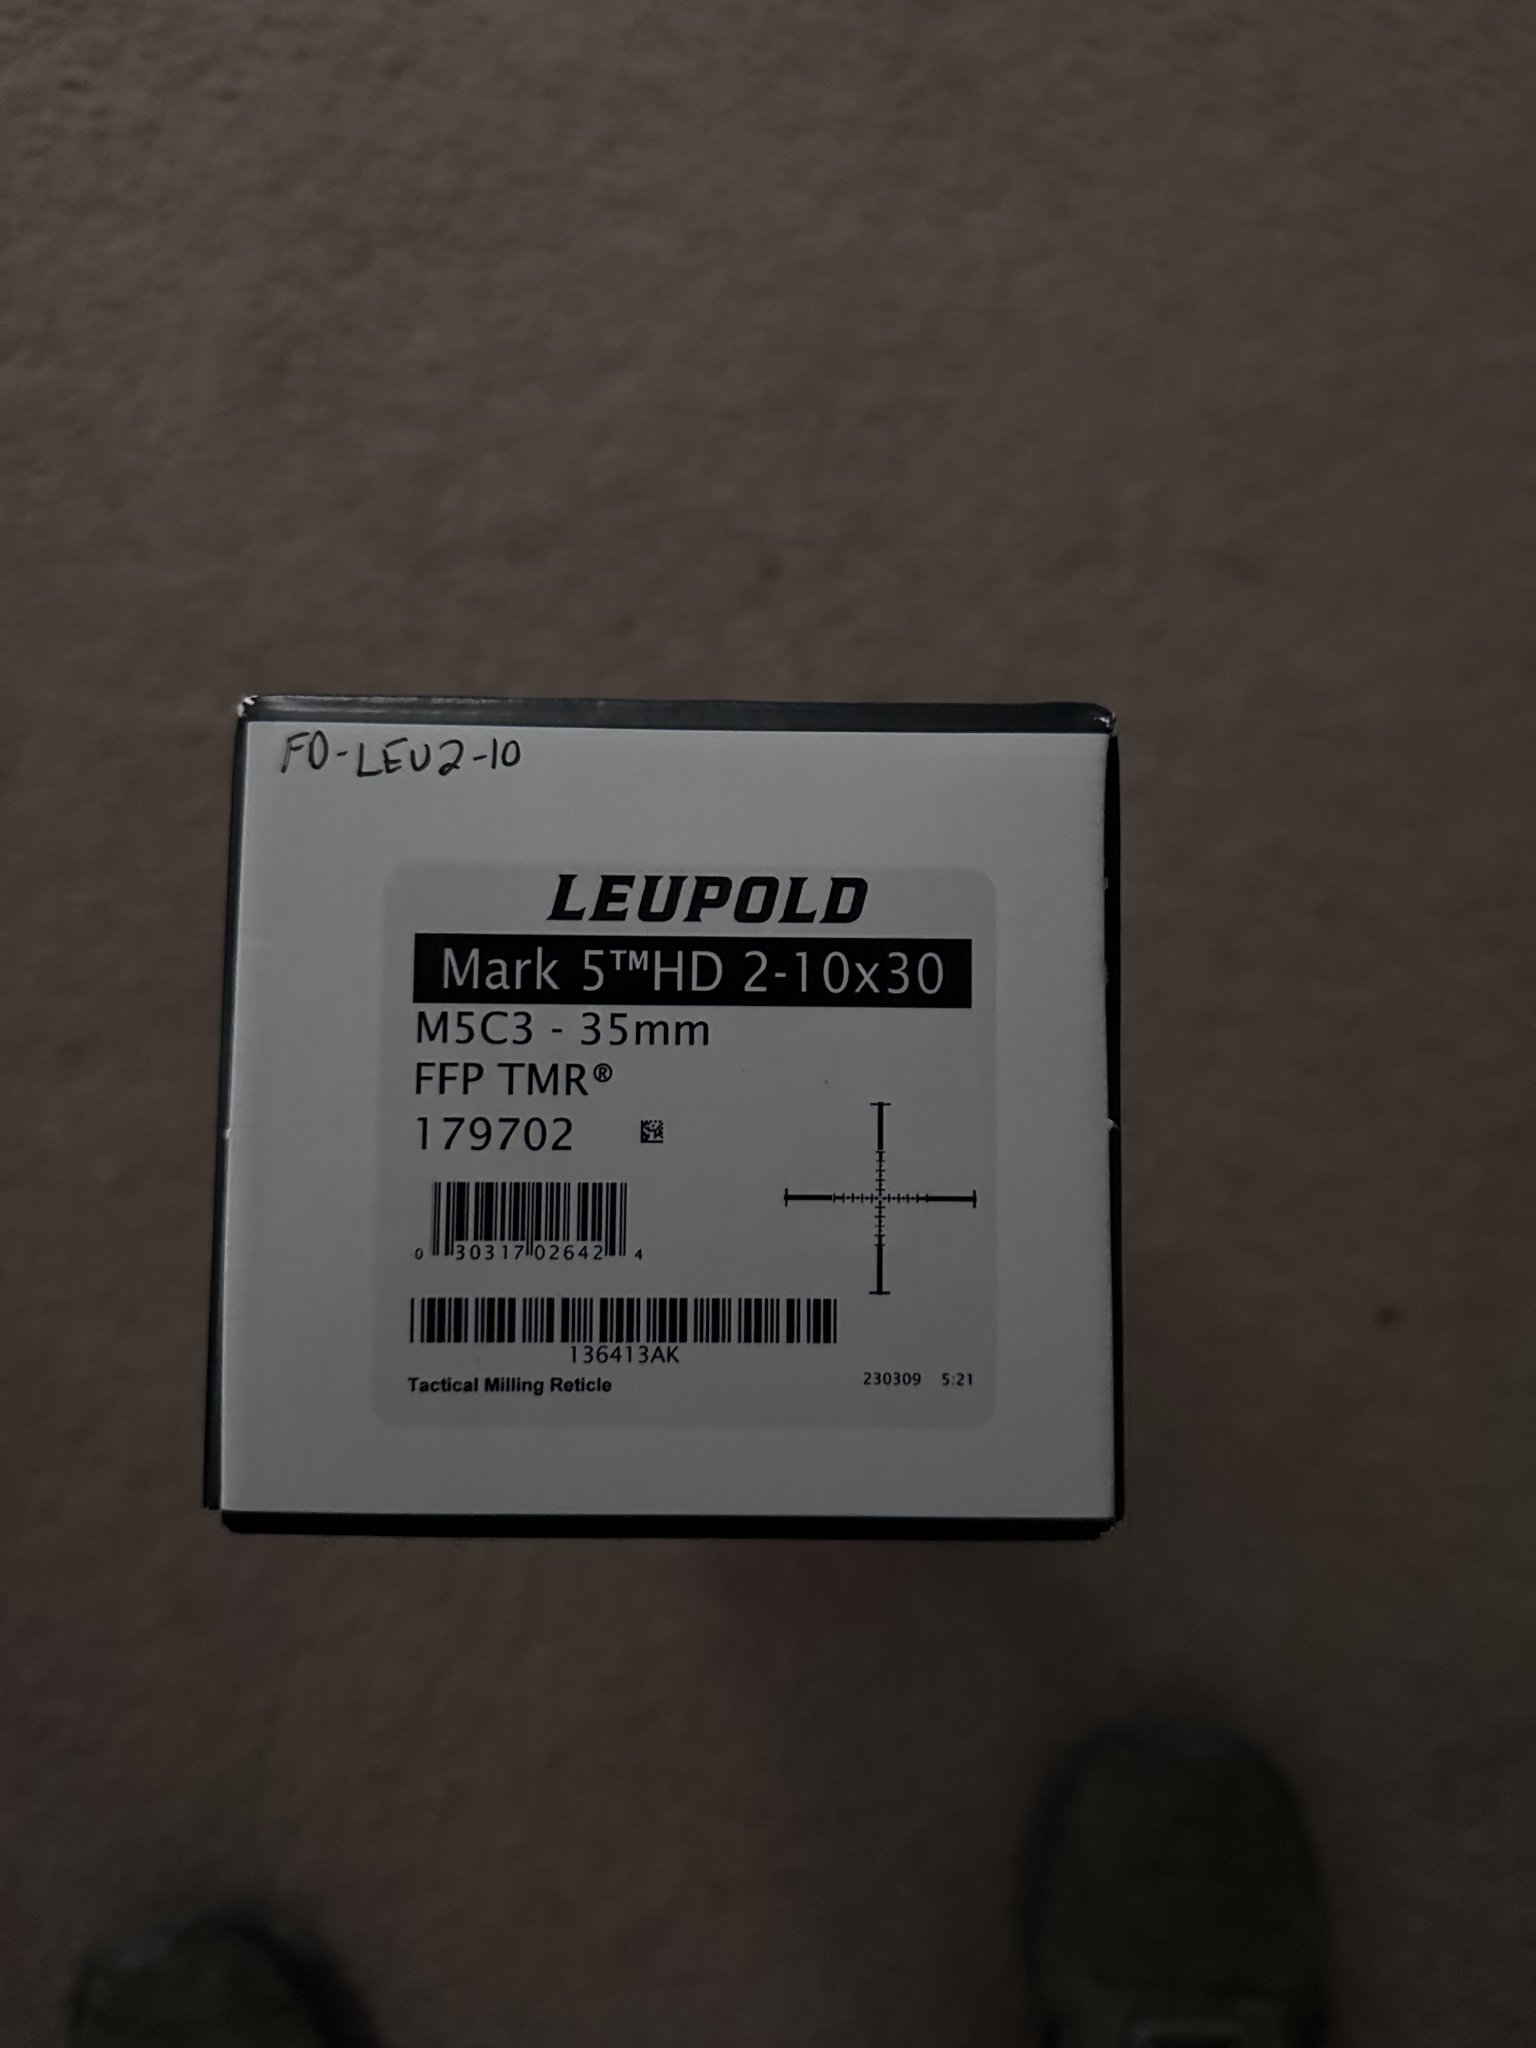 FO-LEU2-10
LEUPOLD
Mark 5™HD 2-10x30
M5C3 - 35mm
FFP TMR®
179702
0 30317 02642 4
136413AK
Tactical Milling Reticle
230309 5:21